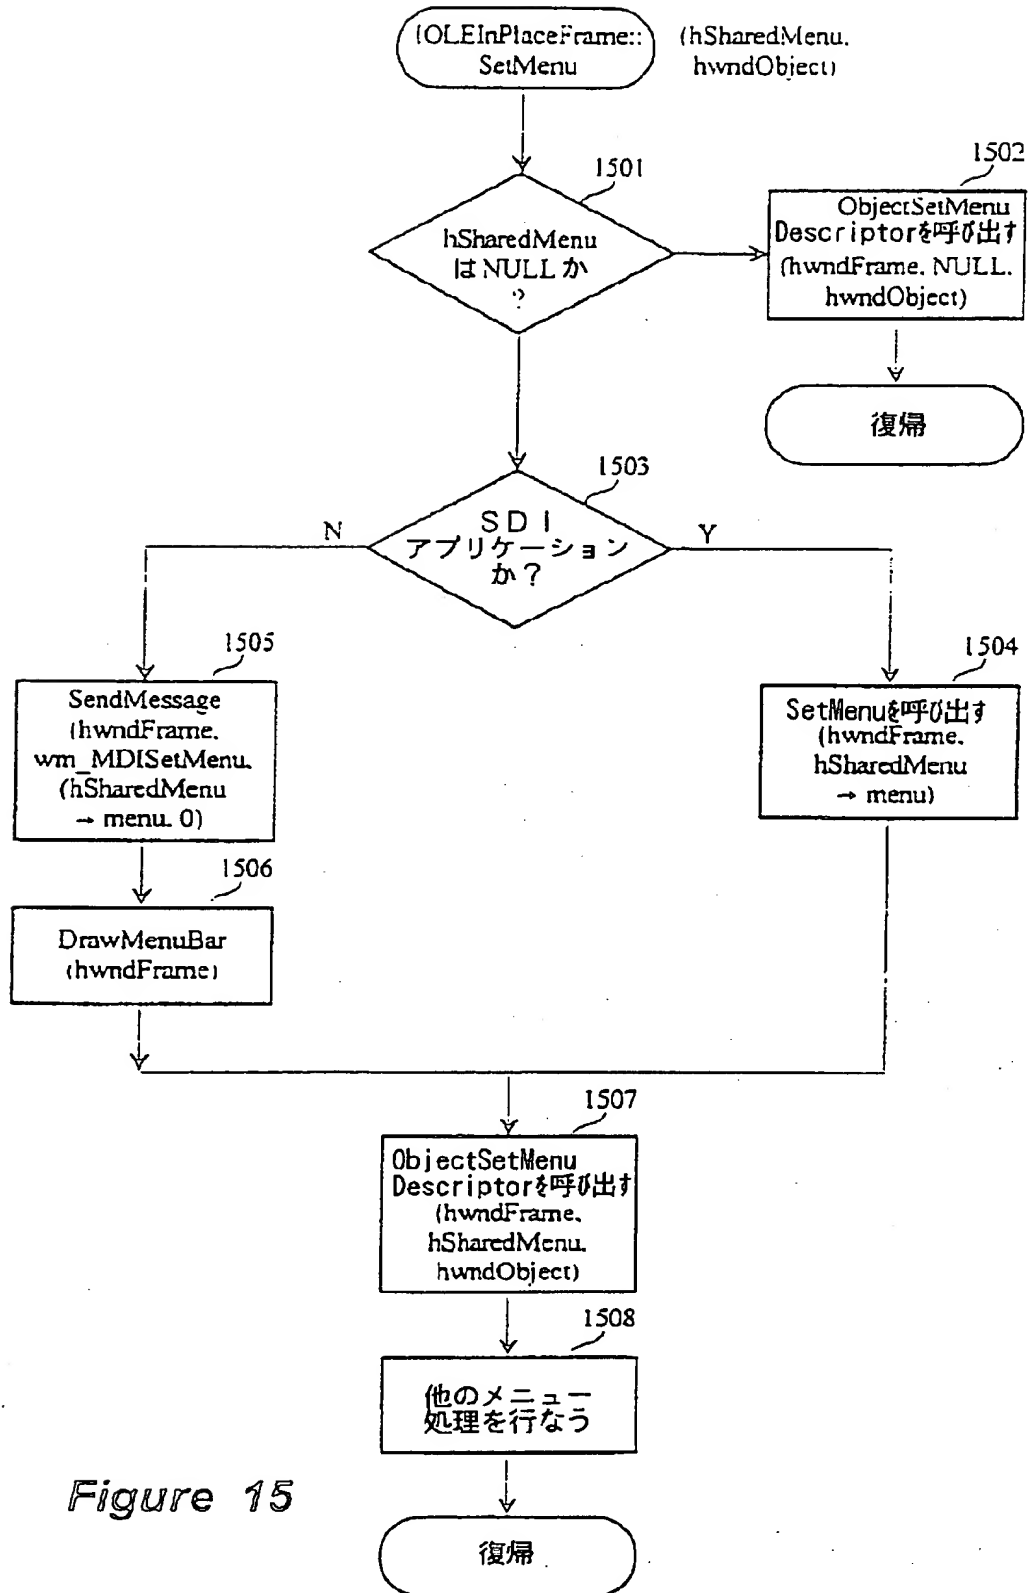 IOLEInPlaceFrame::
SetMenu
(hSharedMenu,
hwndObject)
1501
hSharedMenu
はNULLか
?
1502
ObjectSetMenu
Descriptorを呼び出す
(hwndFrame, NULL,
hwndObject)
復帰
1503
SDI
アプリケーション
か?
N
Y
1505
SendMessage
(hwndFrame,
wm_MDISetMenu,
(hSharedMenu
→ menu, 0)
1504
SetMenuを呼び出す
(hwndFrame,
hSharedMenu
→ menu)
1506
DrawMenuBar
(hwndFrame)
1507
ObjectSetMenu
Descriptorを呼び出す
(hwndFrame,
hSharedMenu,
hwndObject)
1508
他のメニュー
処理を行なう
Figure 15
復帰